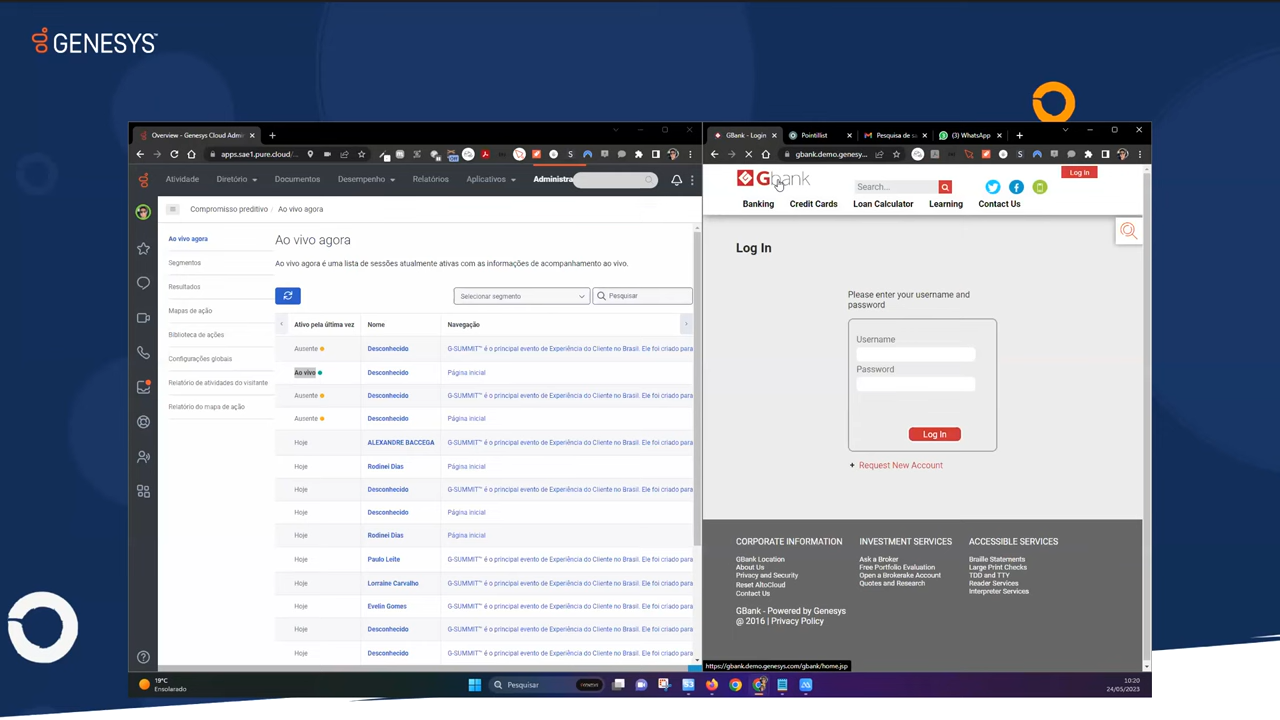 GENESYS™
Overview - Genesys Cloud Admi
apps.sae1.pure.cloud/
Atividade
Diretório
Documentos
Desempenho
Relatórios
Aplicativos
Administra
Compromisso preditivo / Ao vivo agora
Ao vivo agora
Segmentos
Resultados
Mapas de ação
Biblioteca de ações
Configurações globais
Relatório de atividades do visitante
Relatório do mapa de ação
Ao vivo agora
Ao vivo agora é uma lista de sessões atualmente ativas com as informações de acompanhamento ao vivo.
Selecionar segmento
Pesquisar
Ativo pela última vez Nome Navegação
Ausente Desconhecido G-SUMMIT™ é o principal evento de Experiência do Cliente no Brasil. Ele foi criado para
Ao vivo Desconhecido Página inicial
Ausente Desconhecido G-SUMMIT™ é o principal evento de Experiência do Cliente no Brasil. Ele foi criado para
Ausente Desconhecido Página inicial
Hoje ALEXANDRE BACCEGA G-SUMMIT™ é o principal evento de Experiência do Cliente no Brasil. Ele foi criado para
Hoje Rodinei Dias Página inicial
Hoje Desconhecido G-SUMMIT™ é o principal evento de Experiência do Cliente no Brasil. Ele foi criado para
Hoje Desconhecido Página inicial
Hoje Rodinei Dias Página inicial
Hoje Paulo Leite G-SUMMIT™ é o principal evento de Experiência do Cliente no Brasil. Ele foi criado para
Hoje Lorraine Carvalho G-SUMMIT™ é o principal evento de Experiência do Cliente no Brasil. Ele foi criado para
Hoje Evelin Gomes G-SUMMIT™ é o principal evento de Experiência do Cliente no Brasil. Ele foi criado para
Hoje Desconhecido G-SUMMIT™ é o principal evento de Experiência do Cliente no Brasil. Ele foi criado para
Hoje Desconhecido G-SUMMIT™ é o principal evento de Experiência do Cliente no Brasil. Ele foi criado para
GBank - Login
Pointillist
Pesquisa de sa
(3) WhatsApp
gbank.demo.genesy...
Gbank
Search...
Log In
Banking
Credit Cards
Loan Calculator
Learning
Contact Us
Log In
Please enter your username and
password
Username
Password
Log In
+ Request New Account
CORPORATE INFORMATION
GBank Location
About Us
Privacy and Security
Reset AltoCloud
Contact Us
GBank - Powered by Genesys
@ 2016 | Privacy Policy
INVESTMENT SERVICES
Ask a Broker
Free Portfolio Evaluation
Open a Brokerake Account
Quotes and Research
ACCESSIBLE SERVICES
Braille Statements
Large Print Checks
TDD and TTY
Reader Services
Interpreter Services
https://gbank.demo.genesys.com/gbank/home.jsp
19°C
Ensolarado
Pesquisar
10:20
24/05/2023